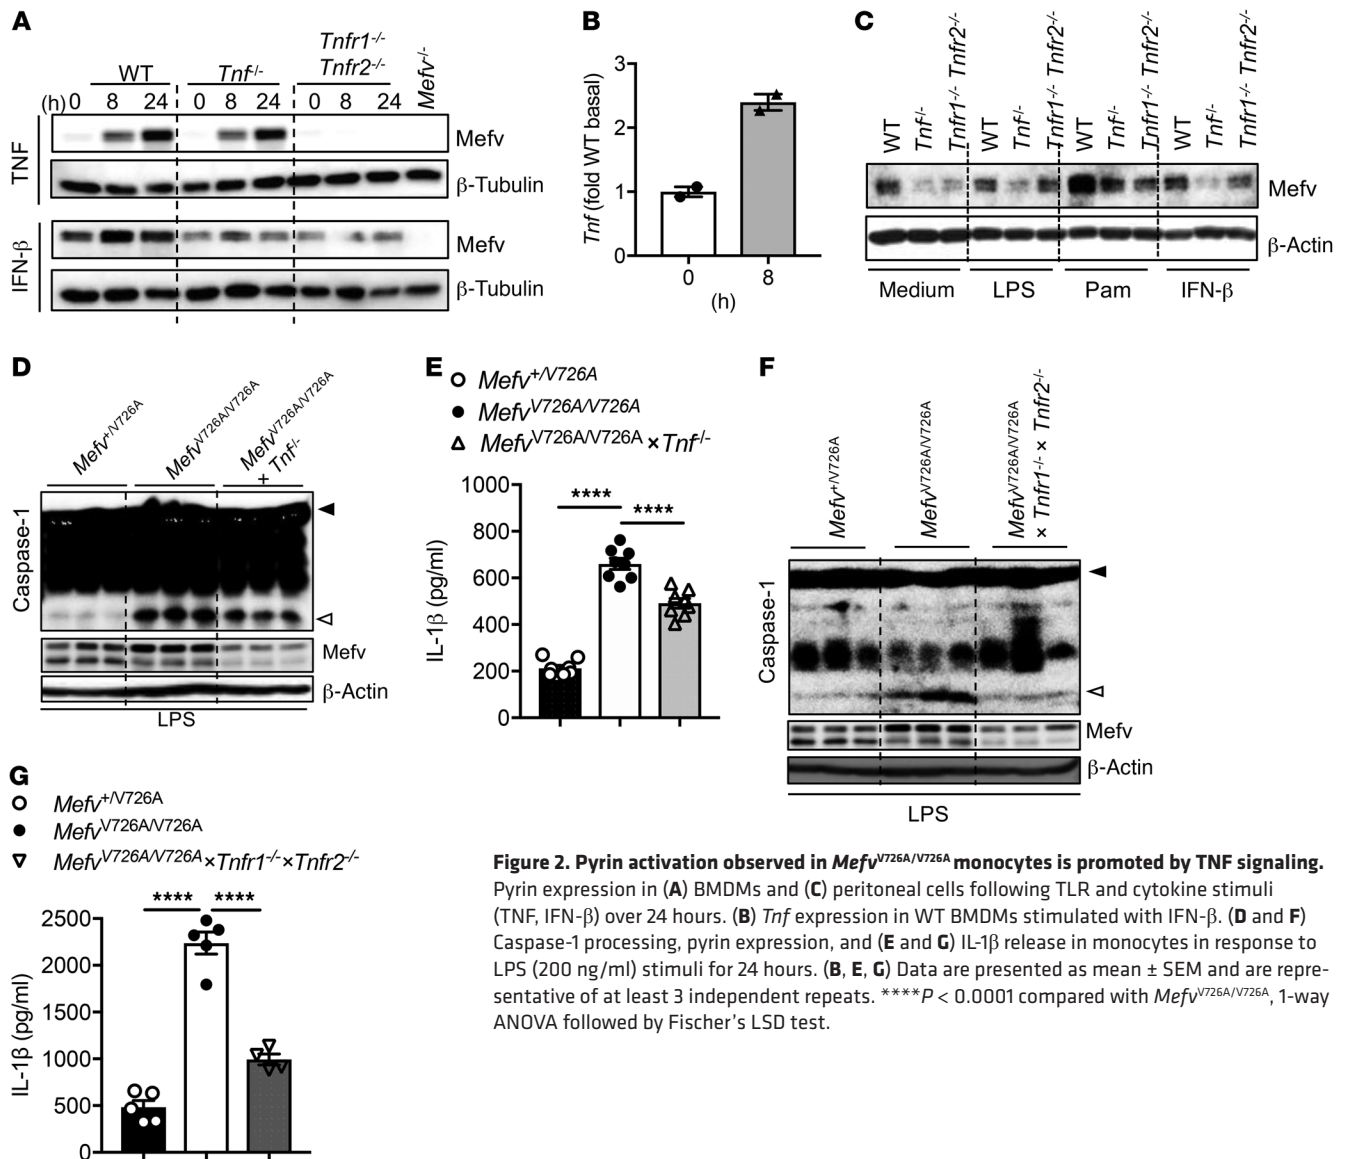 A
WT
Tnf-/-
Tnfr1-/-
Tnfr2-/-
Mefv-/-
(h) 0 8 24 0 8 24 0 8 24
TNF
Mefv
β-Tubulin
IFN-β
Mefv
β-Tubulin
B
Tnf (fold WT basal)
3
2
1
0
0 8
(h)
C
WT Tnf-/- Tnfr1-/- Tnfr2-/- WT Tnf-/- Tnfr1-/- Tnfr2-/- WT Tnf-/- Tnfr1-/- Tnfr2-/- WT Tnf-/- Tnfr1-/- Tnfr2-/-
Mefv
β-Actin
Medium LPS Pam IFN-β
D
Mefv+/V726A
MefvV726A/V726A
MefvV726A/V726A
+ Tnf-/-
Caspase-1
Mefv
β-Actin
LPS
E
Mefv+/V726A
MefvV726A/V726A
MefvV726A/V726A × Tnf-/-
IL-1β (pg/ml)
1000
800
600
400
200
0
**** ****
F
Mefv+/V726A
MefvV726A/V726A
MefvV726A/V726A
× Tnfr1-/- × Tnfr2-/-
Caspase-1
Mefv
β-Actin
LPS
G
Mefv+/V726A
MefvV726A/V726A
MefvV726A/V726A×Tnfr1-/-×Tnfr2-/-
IL-1β (pg/ml)
2500
2000
1500
1000
500
0
**** ****
Figure 2. Pyrin activation observed in MefvV726A/V726A monocytes is promoted by TNF signaling.
Pyrin expression in (A) BMDMs and (C) peritoneal cells following TLR and cytokine stimuli
(TNF, IFN-β) over 24 hours. (B) Tnf expression in WT BMDMs stimulated with IFN-β. (D and F)
Caspase-1 processing, pyrin expression, and (E and G) IL-1β release in monocytes in response to
LPS (200 ng/ml) stimuli for 24 hours. (B, E, G) Data are presented as mean ± SEM and are repre-
sentative of at least 3 independent repeats. ****P < 0.0001 compared with MefvV726A/V726A, 1-way
ANOVA followed by Fischer's LSD test.